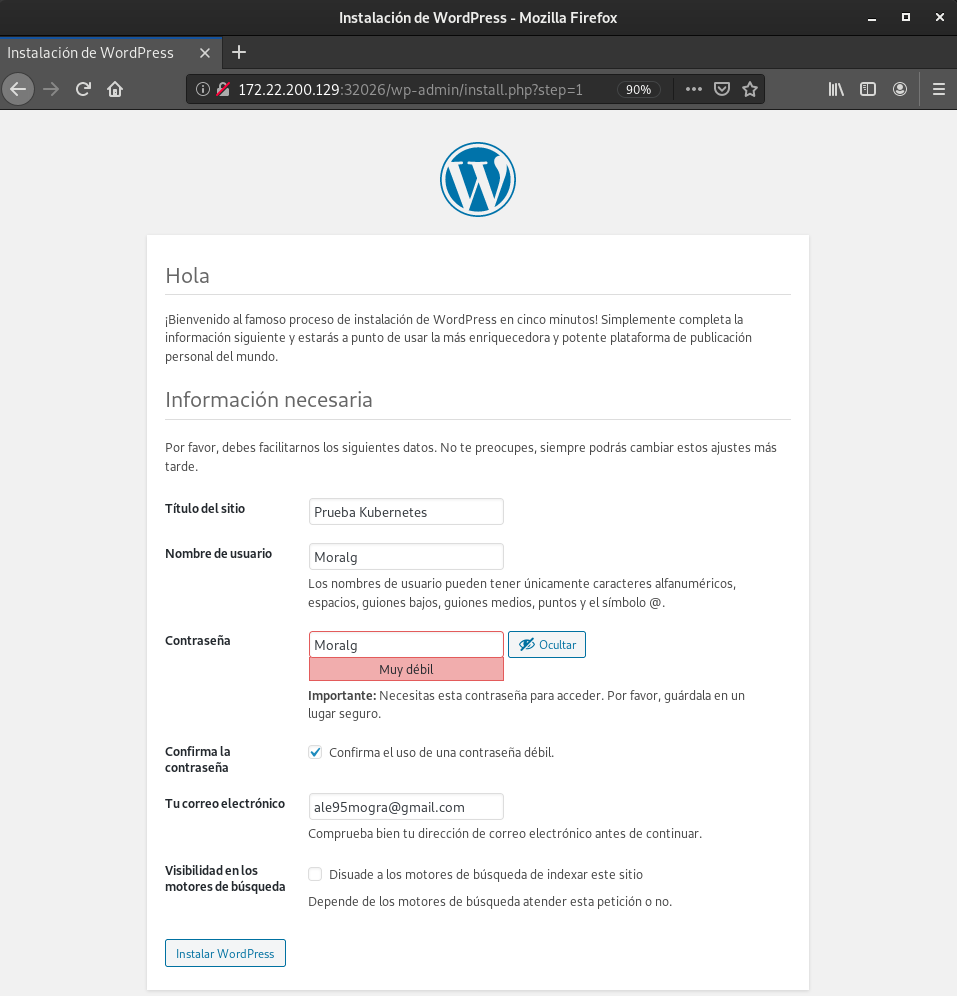 Instalación de WordPress - Mozilla Firefox
Instalación de WordPress
172.22.200.129:32026/wp-admin/install.php?step=1
90%
Hola
¡Bienvenido al famoso proceso de instalación de WordPress en cinco minutos! Simplemente completa la
información siguiente y estarás a punto de usar la más enriquecedora y potente plataforma de publicación
personal del mundo.
Información necesaria
Por favor, debes facilitarnos los siguientes datos. No te preocupes, siempre podrás cambiar estos ajustes más
tarde.
Título del sitio
Prueba Kubernetes
Nombre de usuario
Moralg
Los nombres de usuario pueden tener únicamente caracteres alfanuméricos,
espacios, guiones bajos, guiones medios, puntos y el símbolo @.
Contraseña
Moralg
Ocultar
Muy débil
Importante: Necesitas esta contraseña para acceder. Por favor, guárdala en un
lugar seguro.
Confirma la
contraseña
Confirma el uso de una contraseña débil.
Tu correo electrónico
ale95mogra@gmail.com
Comprueba bien tu dirección de correo electrónico antes de continuar.
Visibilidad en los
motores de búsqueda
Disuade a los motores de búsqueda de indexar este sitio
Depende de los motores de búsqueda atender esta petición o no.
Instalar WordPress